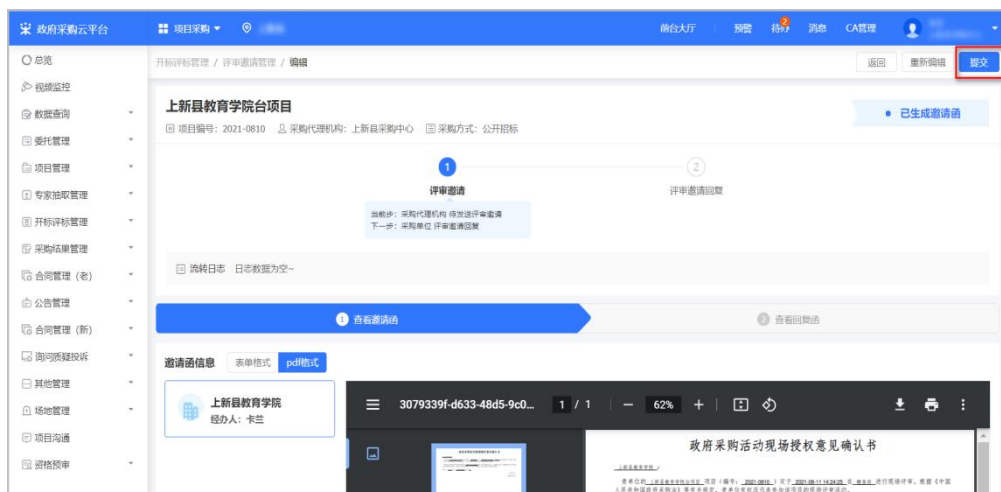 政府采购云平台
项目采购
前台大厅 预警 待办 2 消息 CA管理
总览
视频监控
数据查询
委托管理
项目管理
专家抽取管理
开标评标管理
采购结果管理
合同管理（老）
公告管理
合同管理（新）
询问质疑投诉
其他管理
场地管理
项目沟通
资格预审
开标评标管理 / 评审邀请管理 / 编辑
返回 重新编辑 提交
上新县教育学院台项目
项目编号：2021-0810 采购代理机构：上新县采购中心 采购方式：公开招标
已生成邀请函
1 2
评审邀请 评审邀请回复
当前步：采购代理机构 待发送评审邀请
下一步：采购单位 评审邀请回复
流转日志 日志数据为空~
1 查看邀请函 2 查看回复函
邀请函信息 表单格式 pdf格式
上新县教育学院
经办人：卡兰
3079339f-d633-48d5-9c0... 1 / 1 62%
政府采购活动现场授权意见确认书